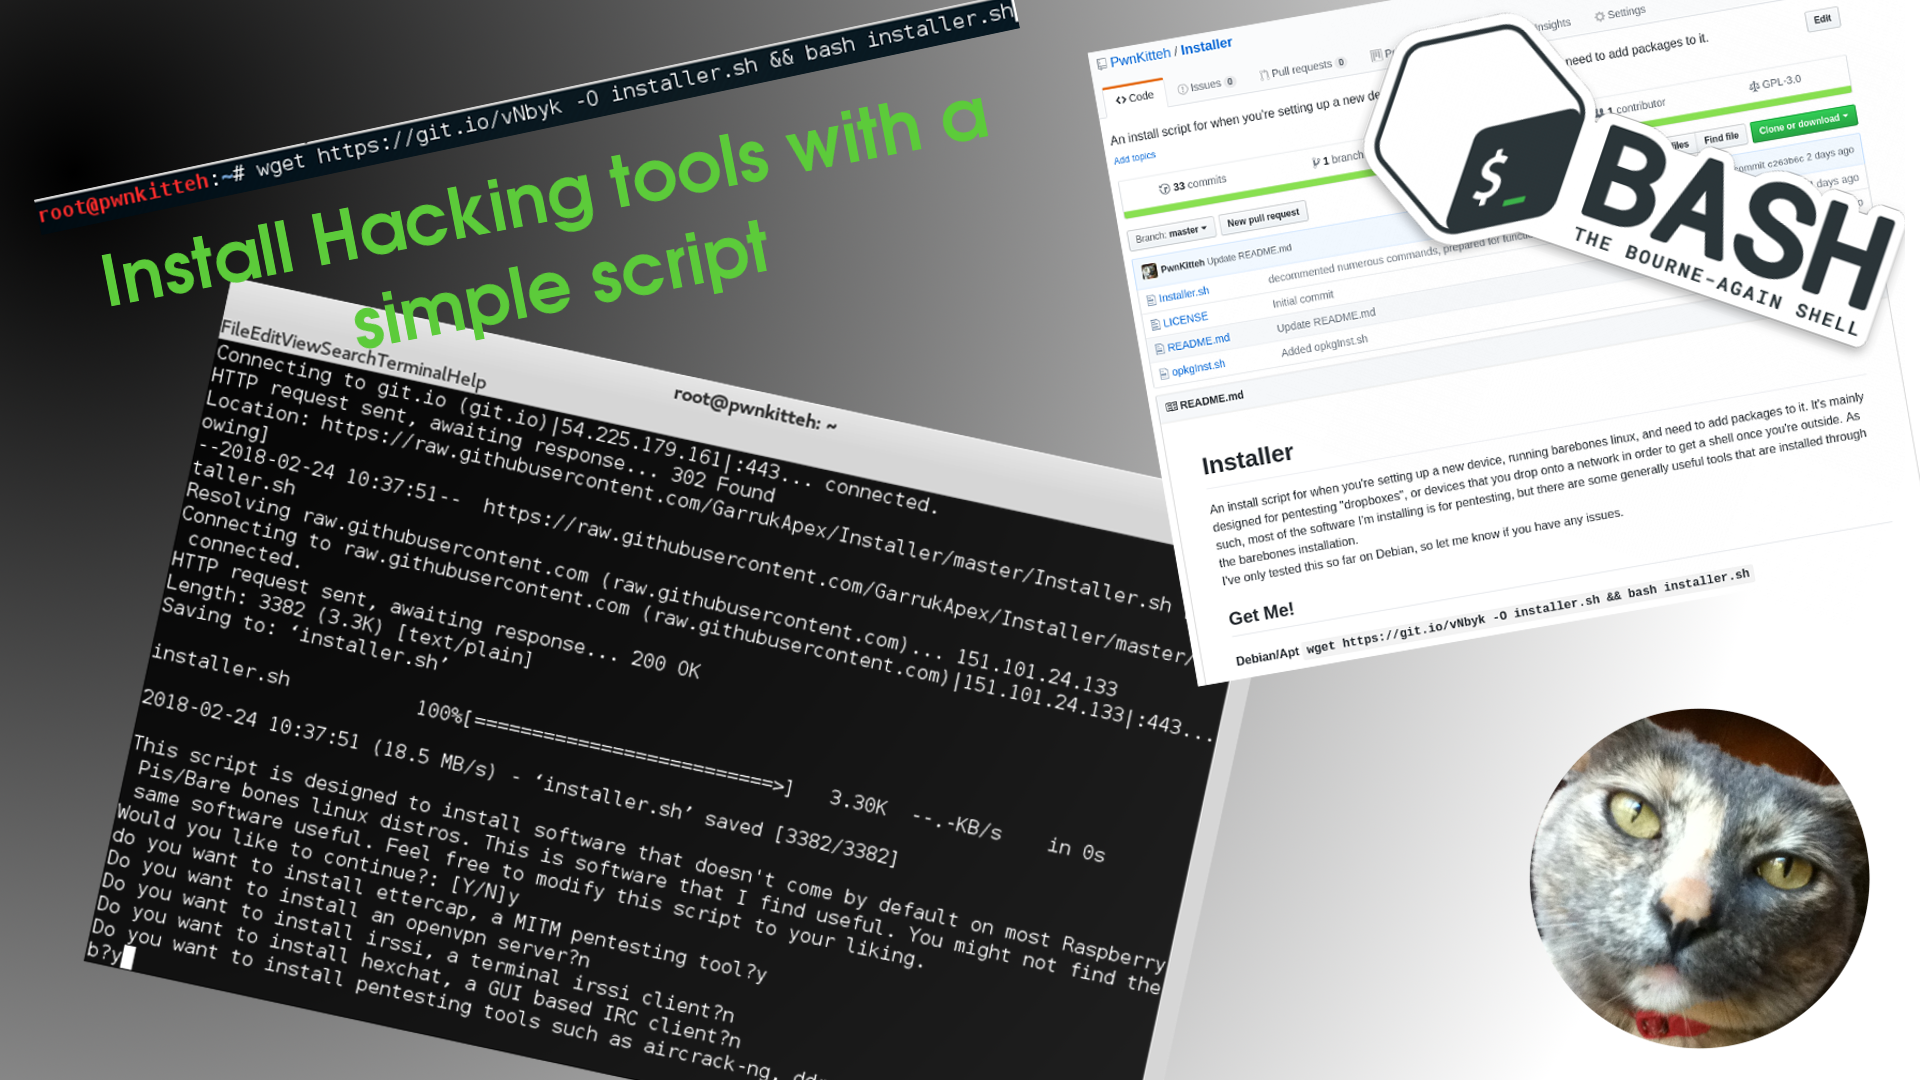 root@pwnkitteh:~# wget https://git.io/vNbyk -O installer.sh && bash installer.sh
Install Hacking tools with a
simple script
File Edit View Search Terminal Help
root@pwnkitteh: ~
Connecting to git.io (git.io)|54.225.179.161|:443... connected.
HTTP request sent, awaiting response... 302 Found
Location: https://raw.githubusercontent.com/GarrukApex/Installer/master/Installer.sh
owing]
--2018-02-24 10:37:51-- https://raw.githubusercontent.com/GarrukApex/Installer/master/
taller.sh
Resolving raw.githubusercontent.com (raw.githubusercontent.com)... 151.101.24.133
Connecting to raw.githubusercontent.com (raw.githubusercontent.com)|151.101.24.133|:443...
connected.
HTTP request sent, awaiting response... 200 OK
Length: 3382 (3.3K) [text/plain]
Saving to: ‘installer.sh’
installer.sh 100%[===========================>] 3.30K --.-KB/s in 0s
2018-02-24 10:37:51 (18.5 MB/s) - ‘installer.sh’ saved [3382/3382]
This script is designed to install software that doesn't come by default on most Raspberry
Pis/Bare bones linux distros. This is software that I find useful. You might not find the
same software useful. Feel free to modify this script to your liking.
Would you like to continue?: [Y/N]y
do you want to install ettercap, a MITM pentesting tool?y
Do you want to install an openvpn server?n
Do you want to install irssi, a terminal irssi client?n
Do you want to install hexchat, a GUI based IRC client?n
Do you want to install pentesting tools such as aircrack-ng,
b?y
PwnKitteh / Installer
Code
Issues 0
Pull requests 0
Insights
Settings
An install script for when you're setting up a new
need to add packages to it.
Edit
Add topics
33 commits
1 branch
1 contributor
GPL-3.0
Branch: master
New pull request
Find file
Clone or download
PwnKitteh Update README.md
commit c263b6c 2 days ago
Installer.sh
decommented numerous commands, prepared for
days ago
LICENSE
Initial commit
README.md
Update README.md
opkgInst.sh
Added opkgInst.sh
README.md
Installer
An install script for when you're setting up a new device, running barebones linux, and need to add packages to it. It's mainly
designed for pentesting "dropboxes", or devices that you drop onto a network in order to get a shell once you're outside. As
such, most of the software I'm installing is for pentesting, but there are some generally useful tools that are installed through
the barebones installation.
I've only tested this so far on Debian, so let me know if you have any issues.
Get Me!
Debian/Apt wget https://git.io/vNbyk -O installer.sh && bash installer.sh
$_
BASH
THE BOURNE-AGAIN SHELL